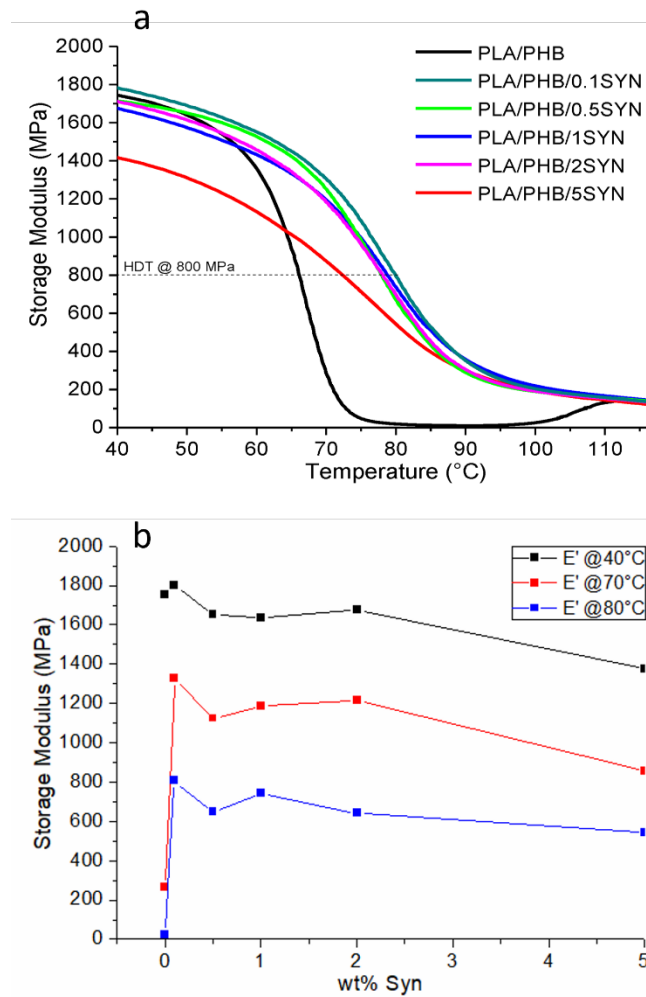 a
2000
1800
1600
1400
1200
1000
800
600
400
200
0
Storage Modulus (MPa)
PLA/PHB
PLA/PHB/0.1SYN
PLA/PHB/0.5SYN
PLA/PHB/1SYN
PLA/PHB/2SYN
PLA/PHB/5SYN
HDT @ 800 MPa
40 50 60 70 80 90 100 110
Temperature (°C)
b
2000
1800
1600
1400
1200
1000
800
600
400
200
0
Storage Modulus (MPa)
E' @40°C
E' @70°C
E' @80°C
0 1 2 3 4 5
wt% Syn